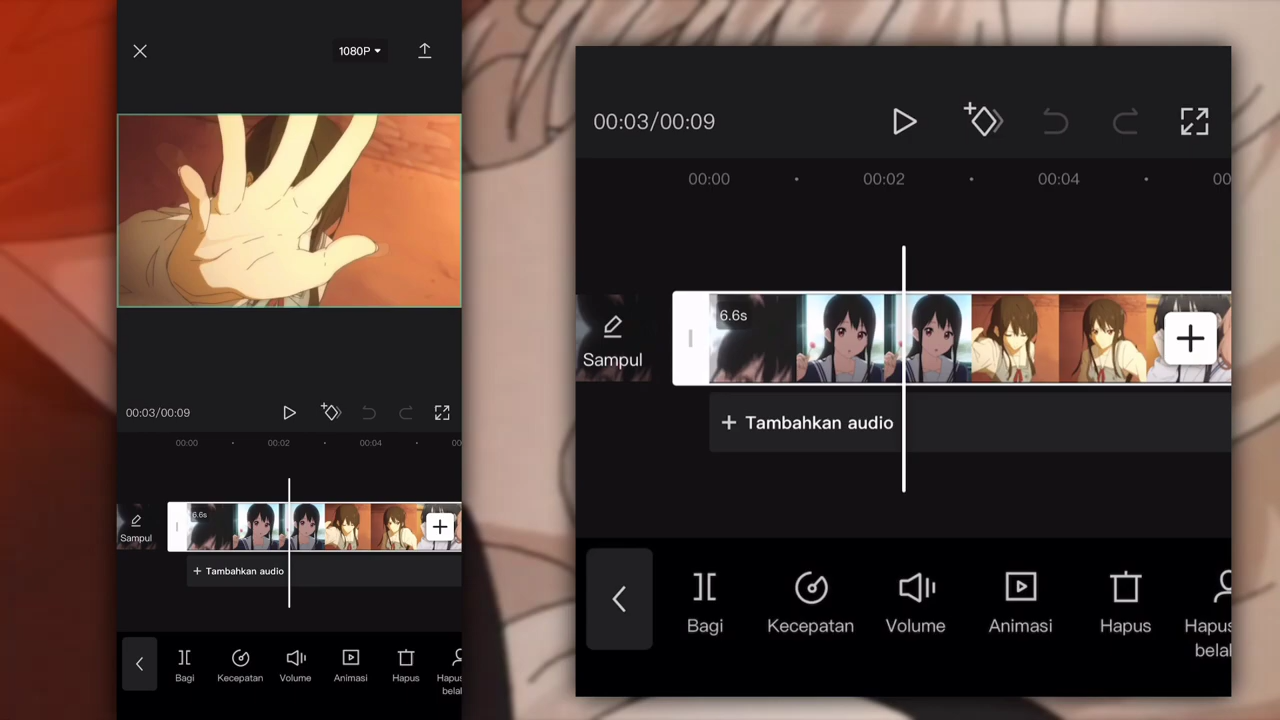 1080P
00:03/00:09
00:00
00:02
00:04
00
6.6s
Sampul
+ Tambahkan audio
Bagi
Kecepatan
Volume
Animasi
Hapus
Hapus
belal
00:03/00:09
00:00
00:02
00:04
00
6.6s
Sampul
+ Tambahkan audio
Bagi
Kecepatan
Volume
Animasi
Hapus
Hapus
belal